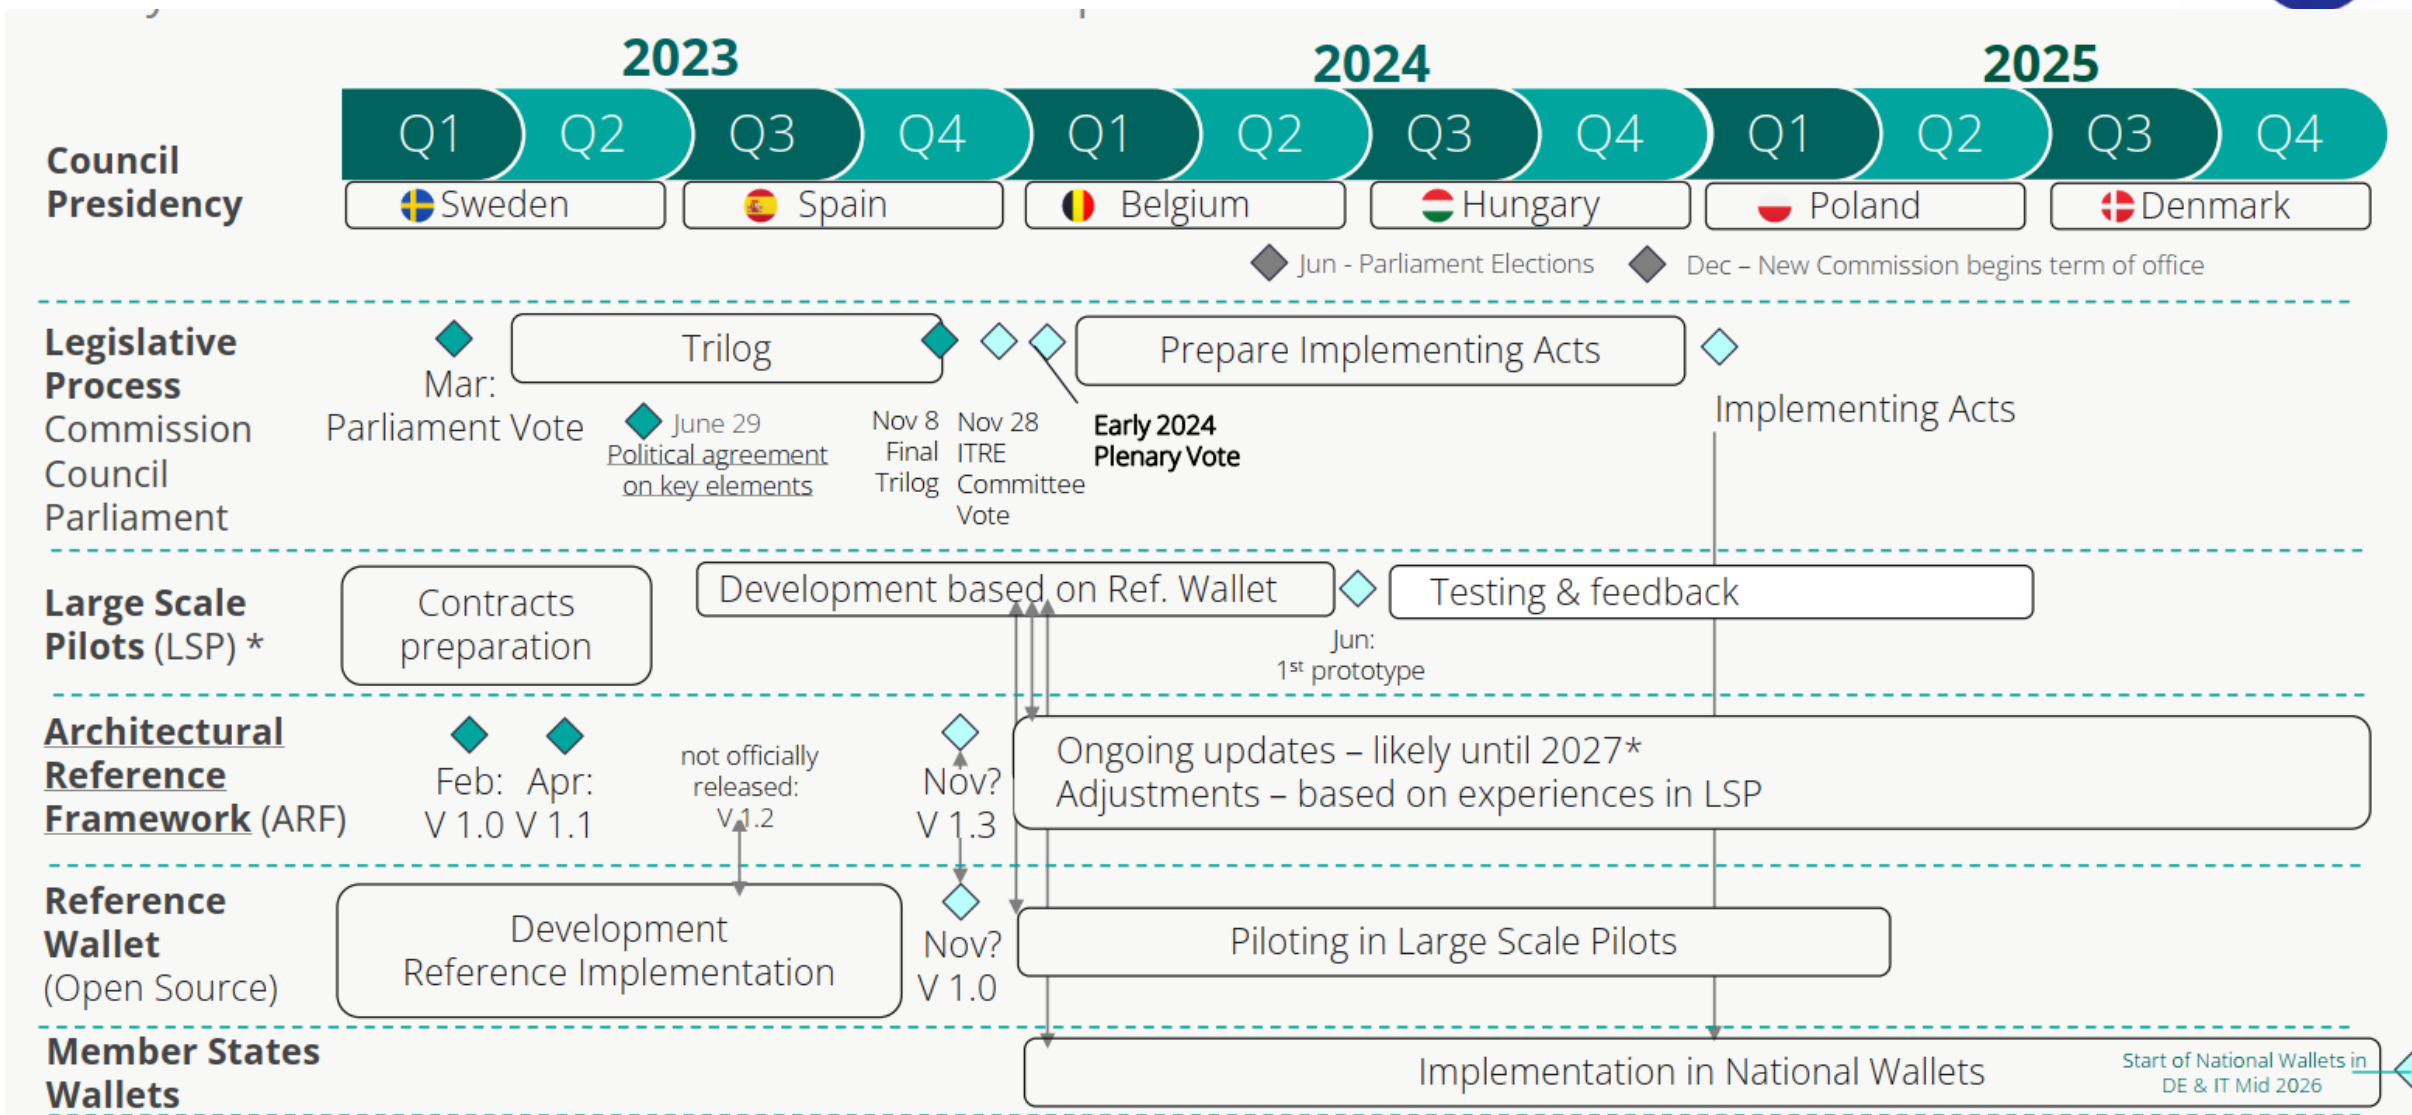 2023
2024
2025
Q1
Q2
Q3
Q4
Q1
Q2
Q3
Q4
Q1
Q2
Q3
Q4
Council
Presidency
Sweden
Spain
Belgium
Hungary
Poland
Denmark
Jun - Parliament Elections
Dec – New Commission begins term of office
Legislative
Process
Commission
Council
Parliament
Mar:
Parliament Vote
Trilog
June 29
Political agreement
on key elements
Nov 8
Final
Trilog
Nov 28
ITRE
Committee
Vote
Early 2024
Plenary Vote
Prepare Implementing Acts
Implementing Acts
Large Scale
Pilots (LSP) *
Contracts
preparation
Development based on Ref. Wallet
Jun:
1st prototype
Testing & feedback
Architectural
Reference
Framework (ARF)
Feb:
V 1.0
Apr:
V 1.1
not officially
released:
V 1.2
Nov?
V 1.3
Ongoing updates – likely until 2027*
Adjustments – based on experiences in LSP
Reference
Wallet
(Open Source)
Development
Reference Implementation
Nov?
V 1.0
Piloting in Large Scale Pilots
Member States
Wallets
Implementation in National Wallets
Start of National Wallets in
DE & IT Mid 2026